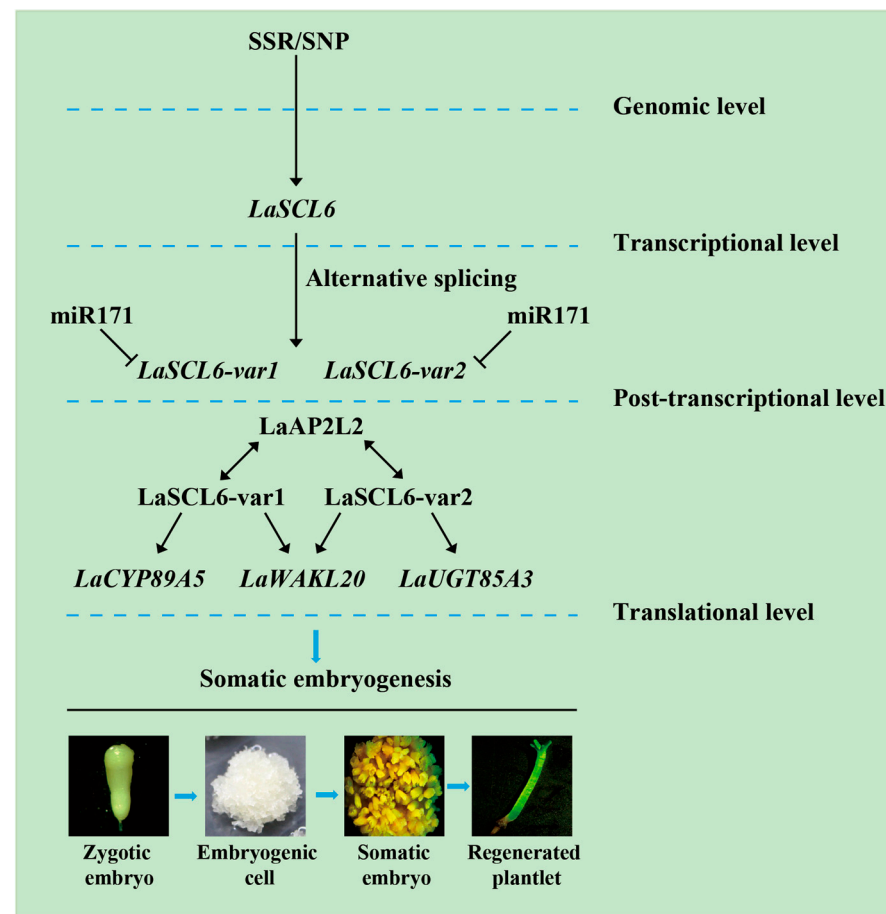 SSR/SNP
Genomic level
LaSCL6
Transcriptional level
Alternative splicing
miR171
miR171
LaSCL6-var1
LaSCL6-var2
Post-transcriptional level
LaAP2L2
LaSCL6-var1
LaSCL6-var2
LaCYP89A5
LaWAKL20
LaUGT85A3
Translational level
Somatic embryogenesis
Zygotic
embryo
Embryogenic
cell
Somatic
embryo
Regenerated
plantlet